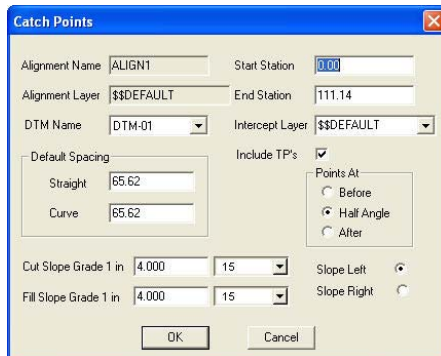 Catch Points
Alignment Name ALIGN1 Start Station 0.00
Alignment Layer $$DEFAULT End Station 111.14
DTM Name DTM-01 Intercept Layer $$DEFAULT
Default Spacing Include TP's
Straight 65.62 Points At
Before
Curve 65.62 Half Angle
After
Cut Slope Grade 1 in 4.000 15 Slope Left
Fill Slope Grade 1 in 4.000 15 Slope Right
OK Cancel